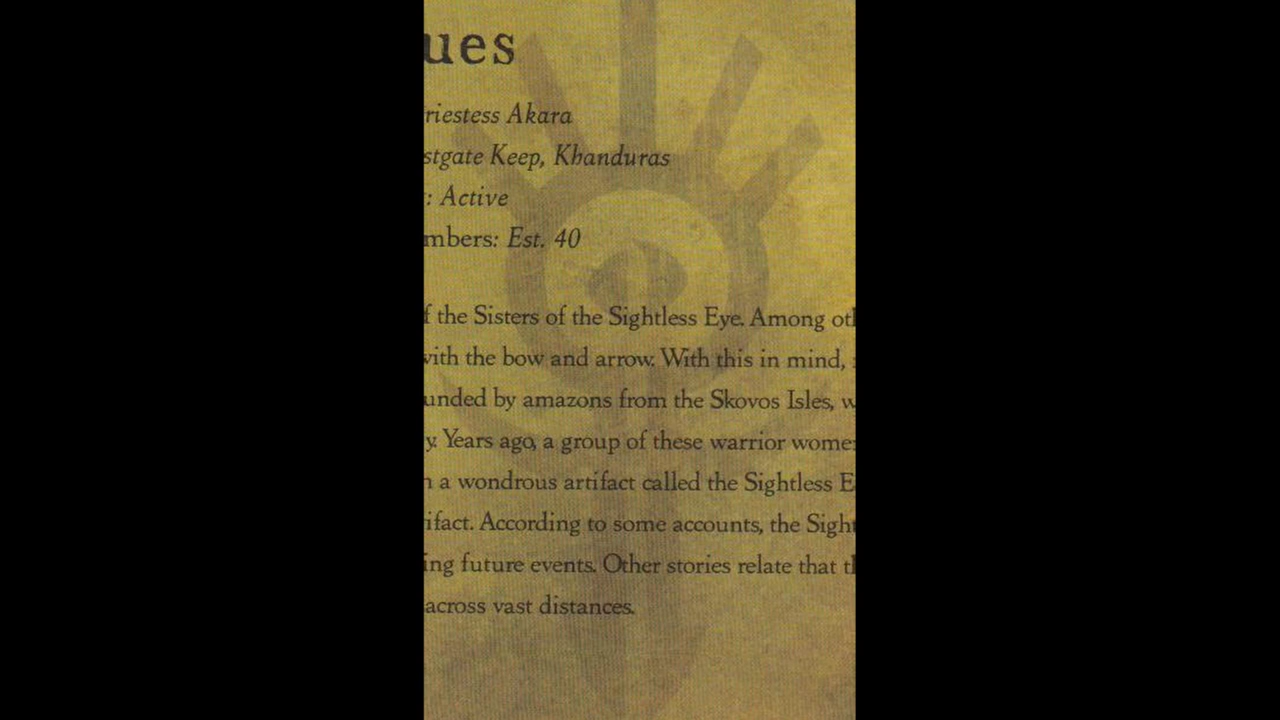 ues
riestess Akara
stgate Keep, Khanduras
: Active
mbers: Est. 40
f the Sisters of the Sightless Eye. Among oth
with the bow and arrow. With this in mind,
unded by amazons from the Skovos Isles, w
y. Years ago, a group of these warrior women
n a wondrous artifact called the Sightless E
ifact. According to some accounts, the Sight
ing future events. Other stories relate that th
across vast distances.